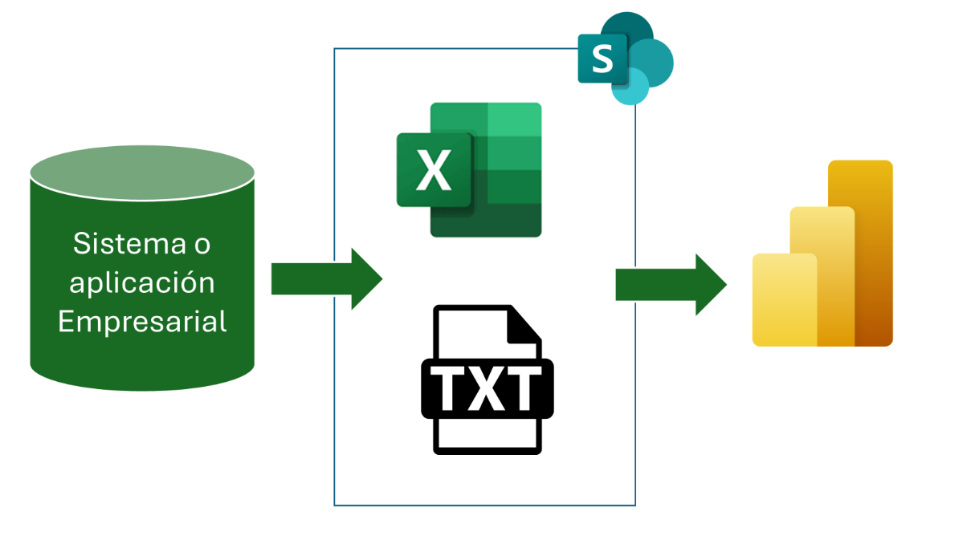 S
X
Sistema o
aplicación
Empresarial
TXT